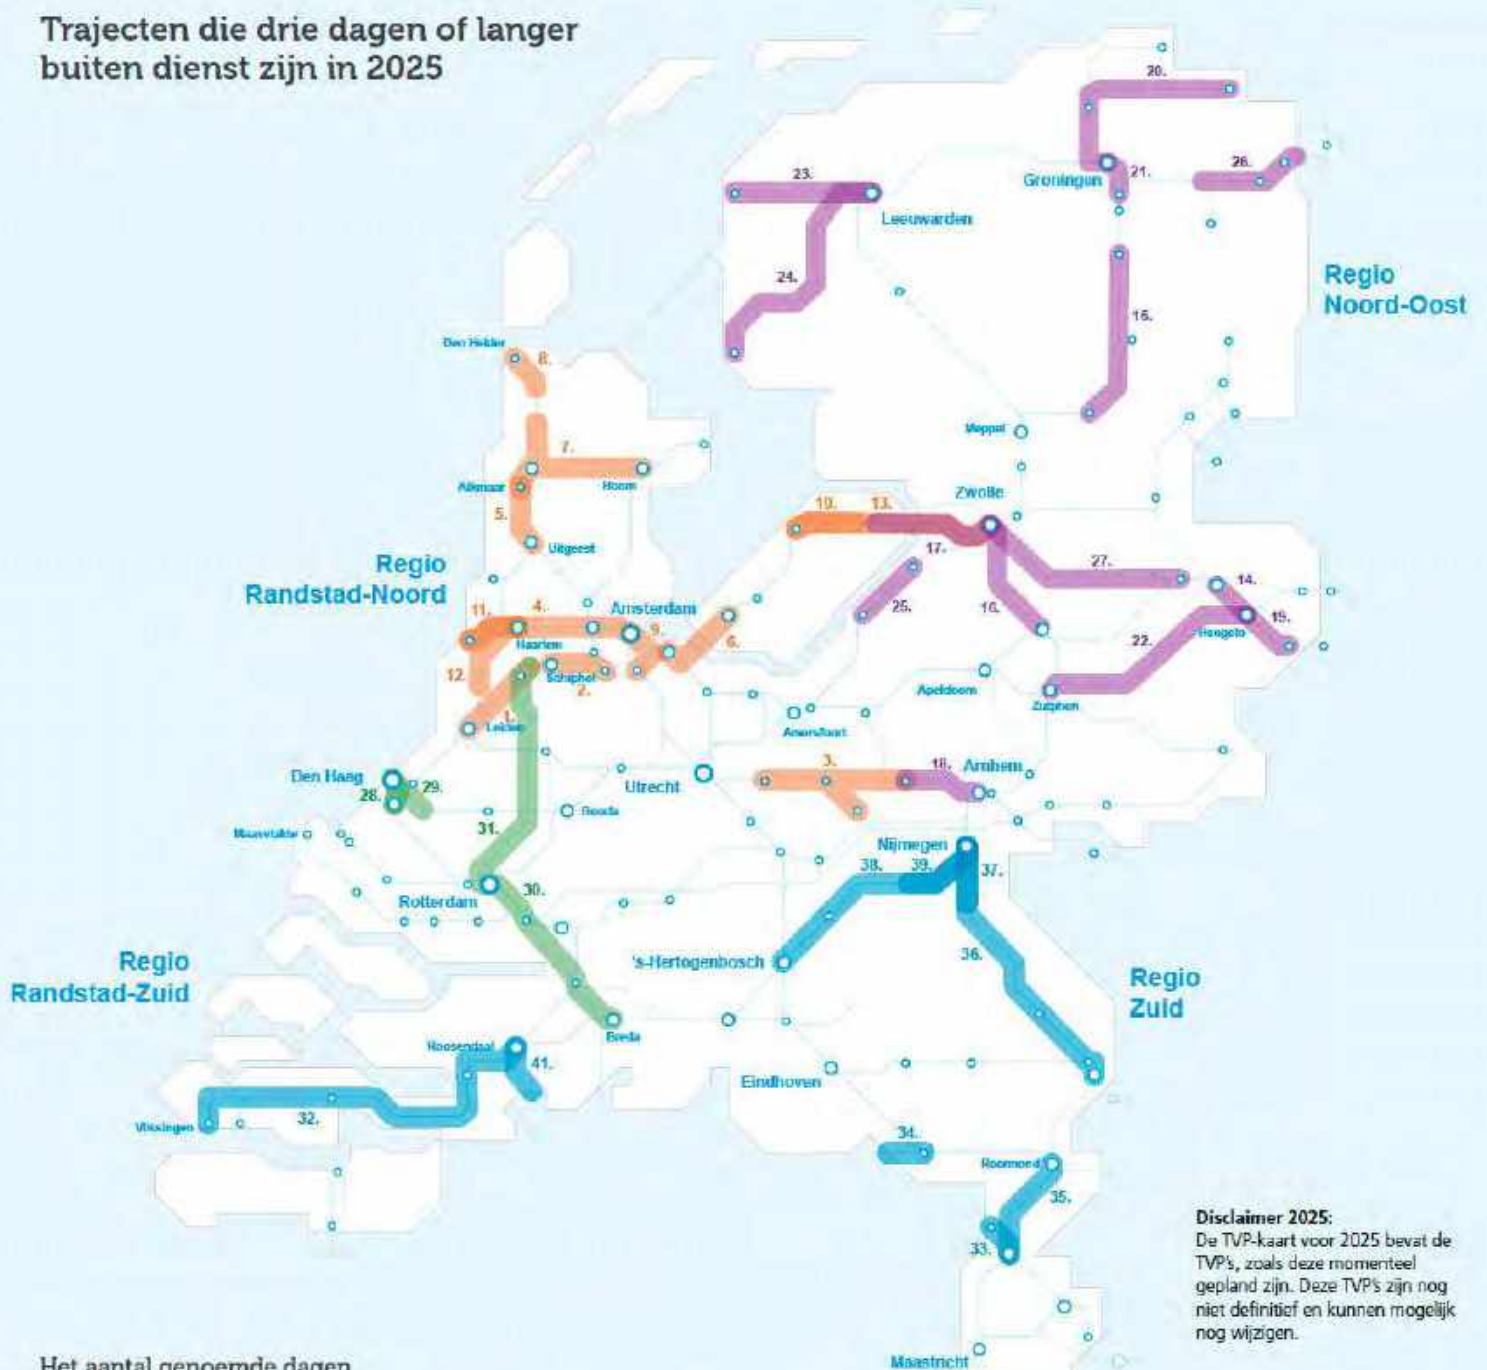 Trajecten die drie dagen of langer
buiten dienst zijn in 2025
20.
23.
Groningen
21.
26.
Leeuwarden
Regio
Noord-Oost
24.
15.
Den Helder
8.
7.
Meppel
Alkmaar
Hoorn
Zwolle
5.
10.
13.
Uitgeest
17.
Regio
Randstad-Noord
27.
14.
11.
4.
Amsterdam
25.
16.
19.
9.
6.
Hengelo
Haarlem
22.
12.
Schiphol
2.
Apeldoorn
Zutphen
1.
Leiden
Amersfoort
Den Haag
29.
3.
18.
Arnhem
Utrecht
28.
Gouda
31.
Maasvlakte
Nijmegen
38.
39.
37.
30.
Rotterdam
Regio
Randstad-Zuid
's-Hertogenbosch
36.
Regio
Zuid
Breda
Roosendaal
41.
Eindhoven
32.
Vlissingen
34.
Roermond
35.
33.
Disclaimer 2025:
De TVP-kaart voor 2025 bevat de
TVP's, zoals deze momenteel
gepland zijn. Deze TVP's zijn nog
niet definitief en kunnen mogelijk
nog wijzigen.
Maastricht
Het aantal genoemde dagen